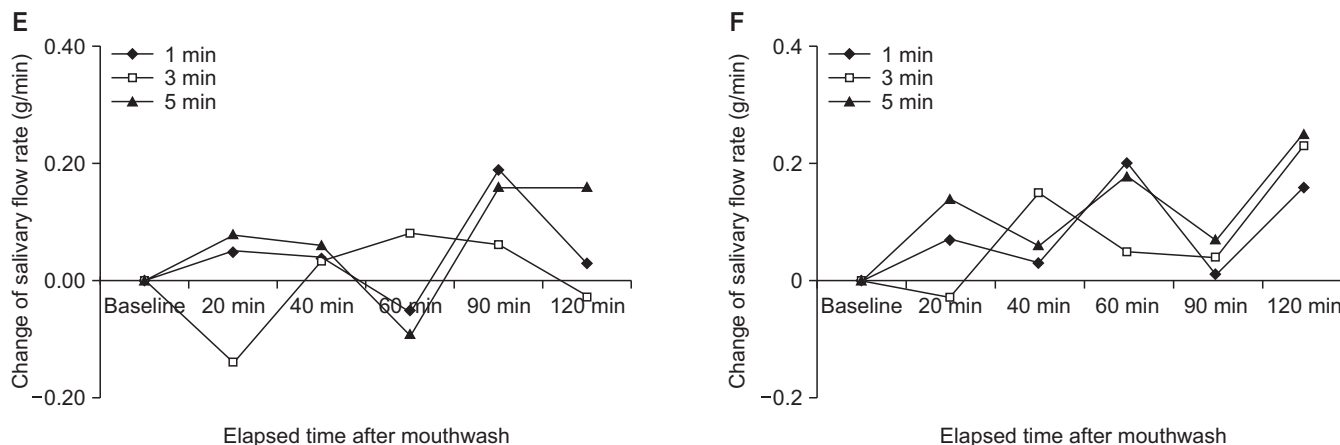 E
Change of salivary flow rate (g/min)
0.40
0.20
0.00
−0.20
1 min
3 min
5 min
Baseline 20 min 40 min 60 min 90 min 120 min
Elapsed time after mouthwash
F
Change of salivary flow rate (g/min)
0.4
0.2
0
−0.2
1 min
3 min
5 min
Baseline 20 min 40 min 60 min 90 min 120 min
Elapsed time after mouthwash